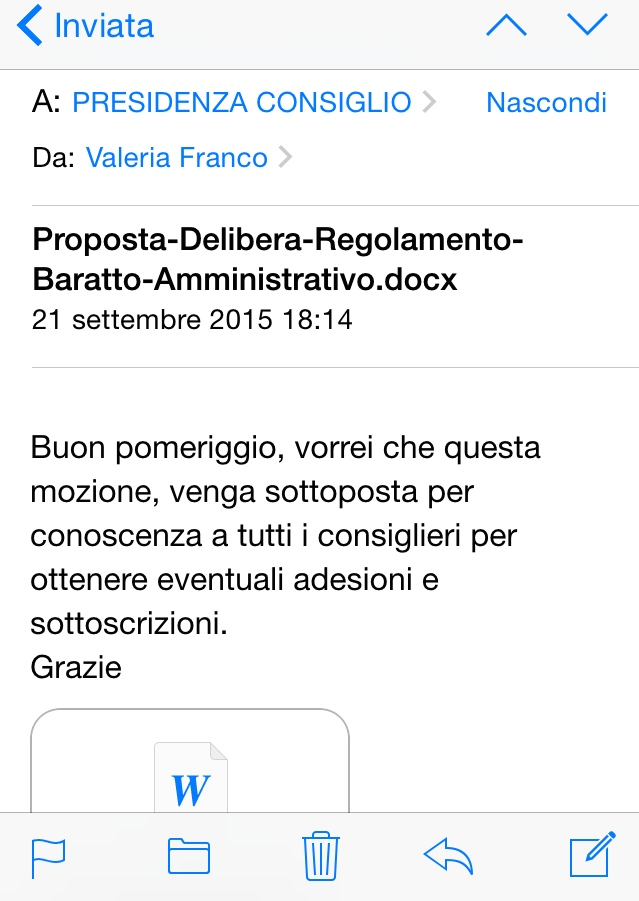 Inviata
A: PRESIDENZA CONSIGLIO Nascondi
Da: Valeria Franco
Proposta-Delibera-Regolamento-
Baratto-Amministrativo.docx
21 settembre 2015 18:14
Buon pomeriggio, vorrei che questa
mozione, venga sottoposta per
conoscenza a tutti i consiglieri per
ottenere eventuali adesioni e
sottoscrizioni.
Grazie
W